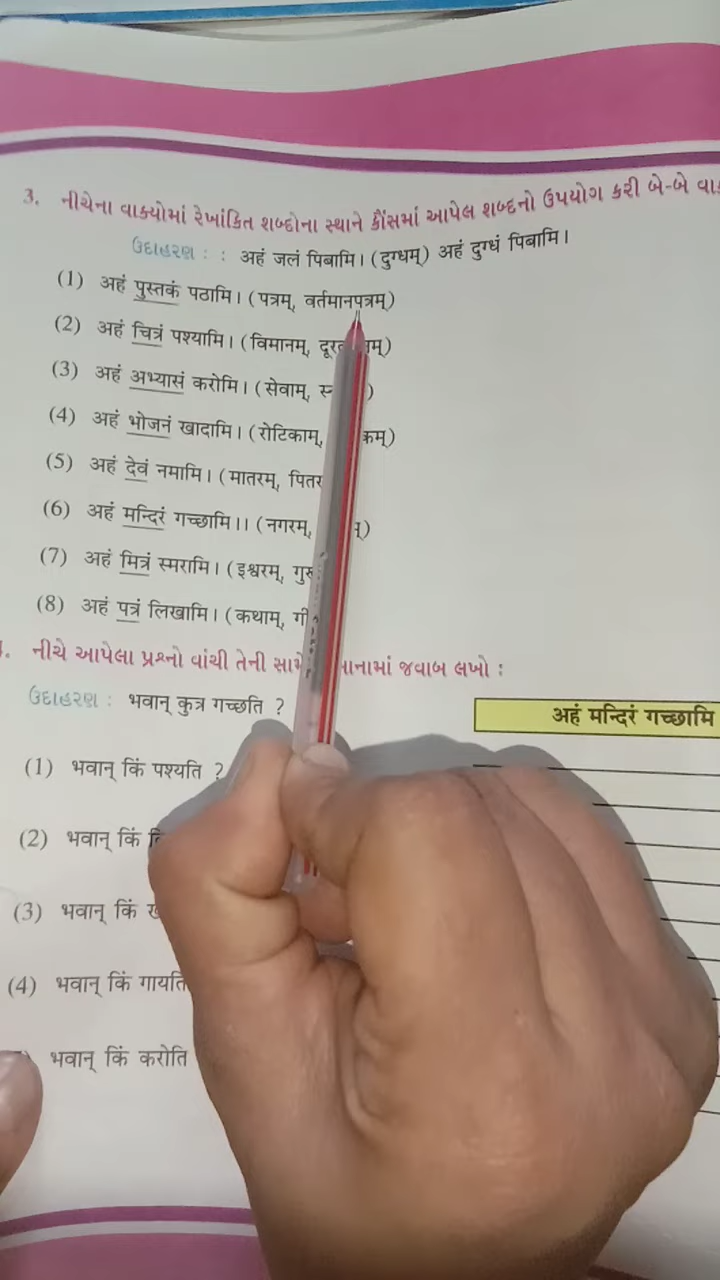 3. નીચેના વાક્યોમાં રેખાંકિત શબ્દોના સ્થાને કૌંસમાં આપેલ શબ્દનો ઉપયોગ કરી બે-બે
ઉદાહરણ : : अहं जलं पिबामि। (दुग्धम्) अहं दुग्धं पिबामि।
(1) अहं पुस्तकं पठामि। (पत्रम्, वर्तमानपत्रम्)
(2) अहं चित्रं पश्यामि। (विमानम्,
(3) अहं अभ्यासं करोमि। (सेवाम्,
(4) अहं भोजनं खादामि। (रोटिकाम्,
(5) अहं देवं नमामि। (मातरम्,
(6) अहं मन्दिरं गच्छामि।। (नगरम्,
(7) अहं मित्रं स्मरामि। (इश्वरम्,
(8) अहं पत्रं लिखामि। (कथाम्,
નીચે આપેલા પ્રશ્નો વાંચી તેની જવાબ લખો :
ઉદાહરણ : भवान् कुत्र गच्छति ?
अहं मन्दिरं गच्छामि
(1) भवान् किं पश्यति ?
(2) भवान् किं
(3) भवान् किं
(4) भवान् किं गायति
भवान् किं करोति